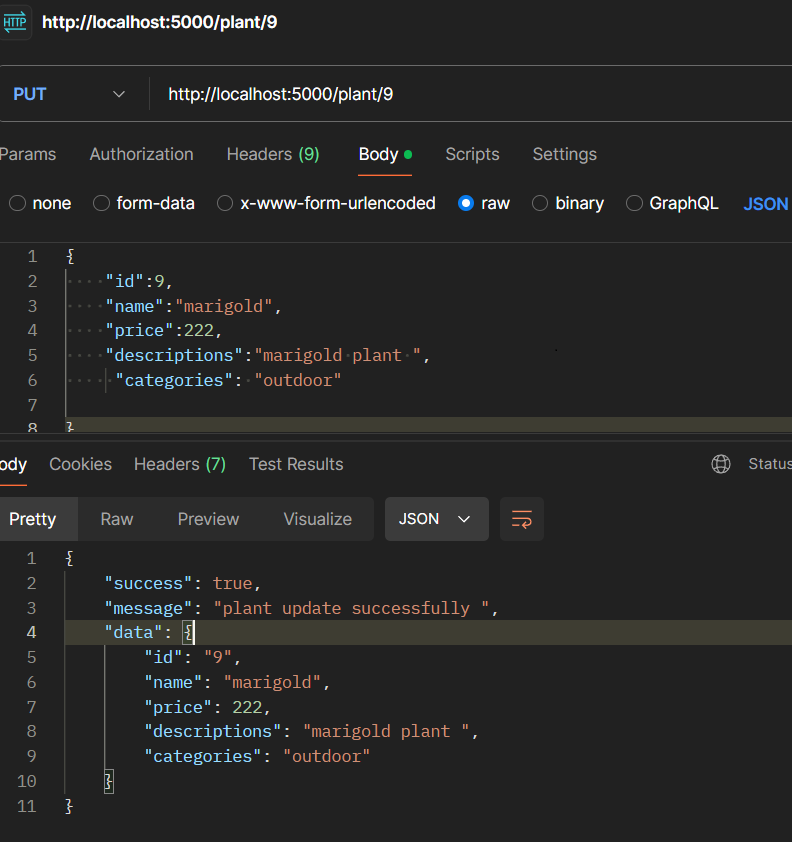 HTTP http://localhost:5000/plant/9
PUT http://localhost:5000/plant/9
Params Authorization Headers (9) Body Scripts Settings
none form-data x-www-form-urlencoded raw binary GraphQL JSON
1 {
2 "id":9,
3 "name":"marigold",
4 "price":222,
5 "descriptions":"marigold plant ",
6 "categories": "outdoor"
7
8 }
ody Cookies Headers (7) Test Results Status
Pretty Raw Preview Visualize JSON
1 {
2 "success": true,
3 "message": "plant update successfully ",
4 "data": {
5 "id": "9",
6 "name": "marigold",
7 "price": 222,
8 "descriptions": "marigold plant ",
9 "categories": "outdoor"
10 }
11 }